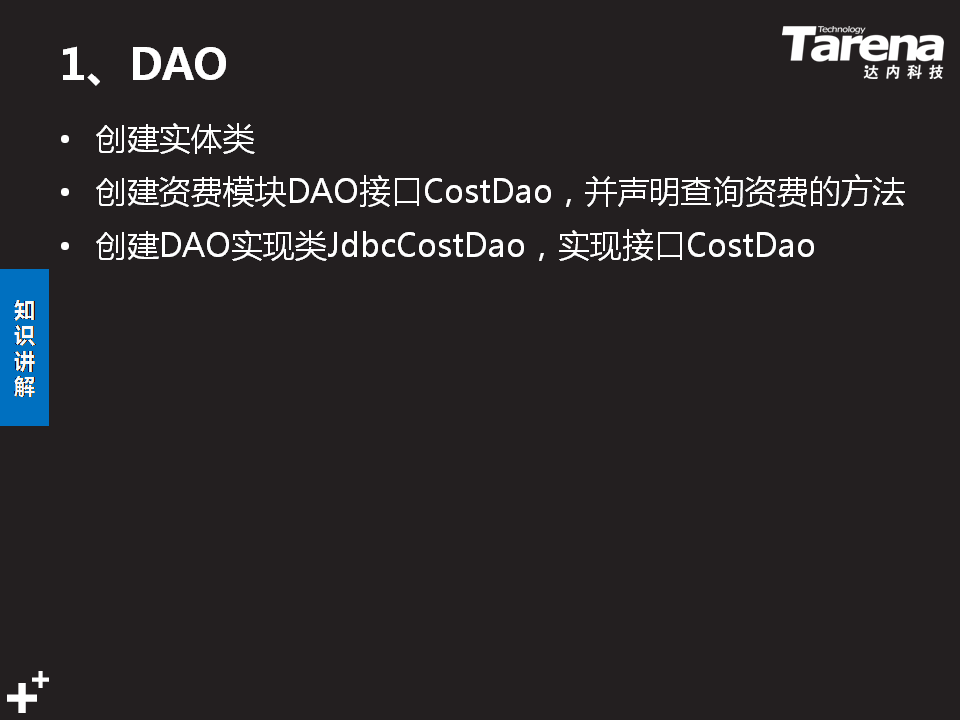 1、DAO
Technology
Tarena
达内科技
• 创建实体类
• 创建资费模块DAO接口CostDao，并声明查询资费的方法
• 创建DAO实现类JdbcCostDao，实现接口CostDao
知
识
讲
解